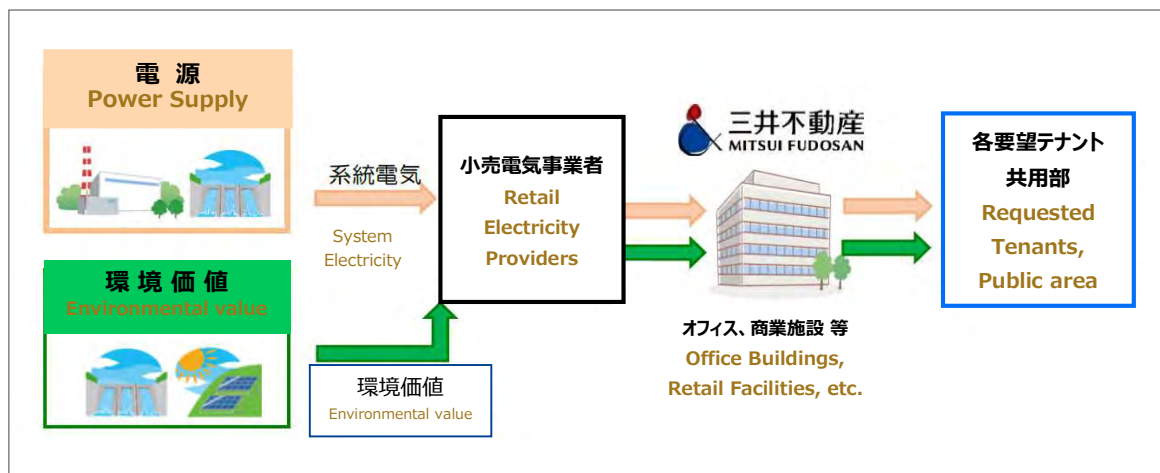 電 源
Power Supply
系統電気
System
Electricity
環 境 価 値
Environmental value
環境価値
Environmental value
小売電気事業者
Retail
Electricity
Providers
三井不動産
MITSUI FUDOSAN
オフィス、商業施設 等
Office Buildings,
Retail Facilities, etc.
各要望テナント
共用部
Requested
Tenants,
Public area